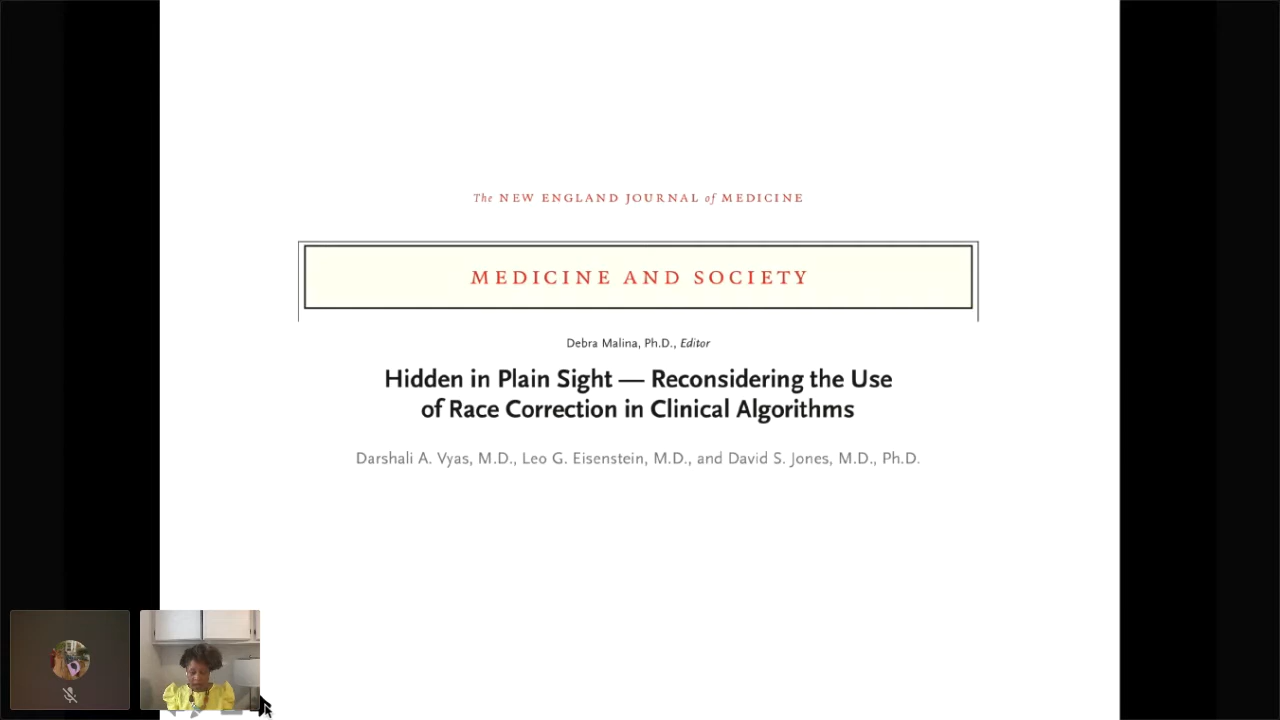 The NEW ENGLAND JOURNAL of MEDICINE
MEDICINE AND SOCIETY
Debra Malina, Ph.D., Editor
Hidden in Plain Sight — Reconsidering the Use
of Race Correction in Clinical Algorithms
Darshali A. Vyas, M.D., Leo G. Eisenstein, M.D., and David S. Jones, M.D., Ph.D.